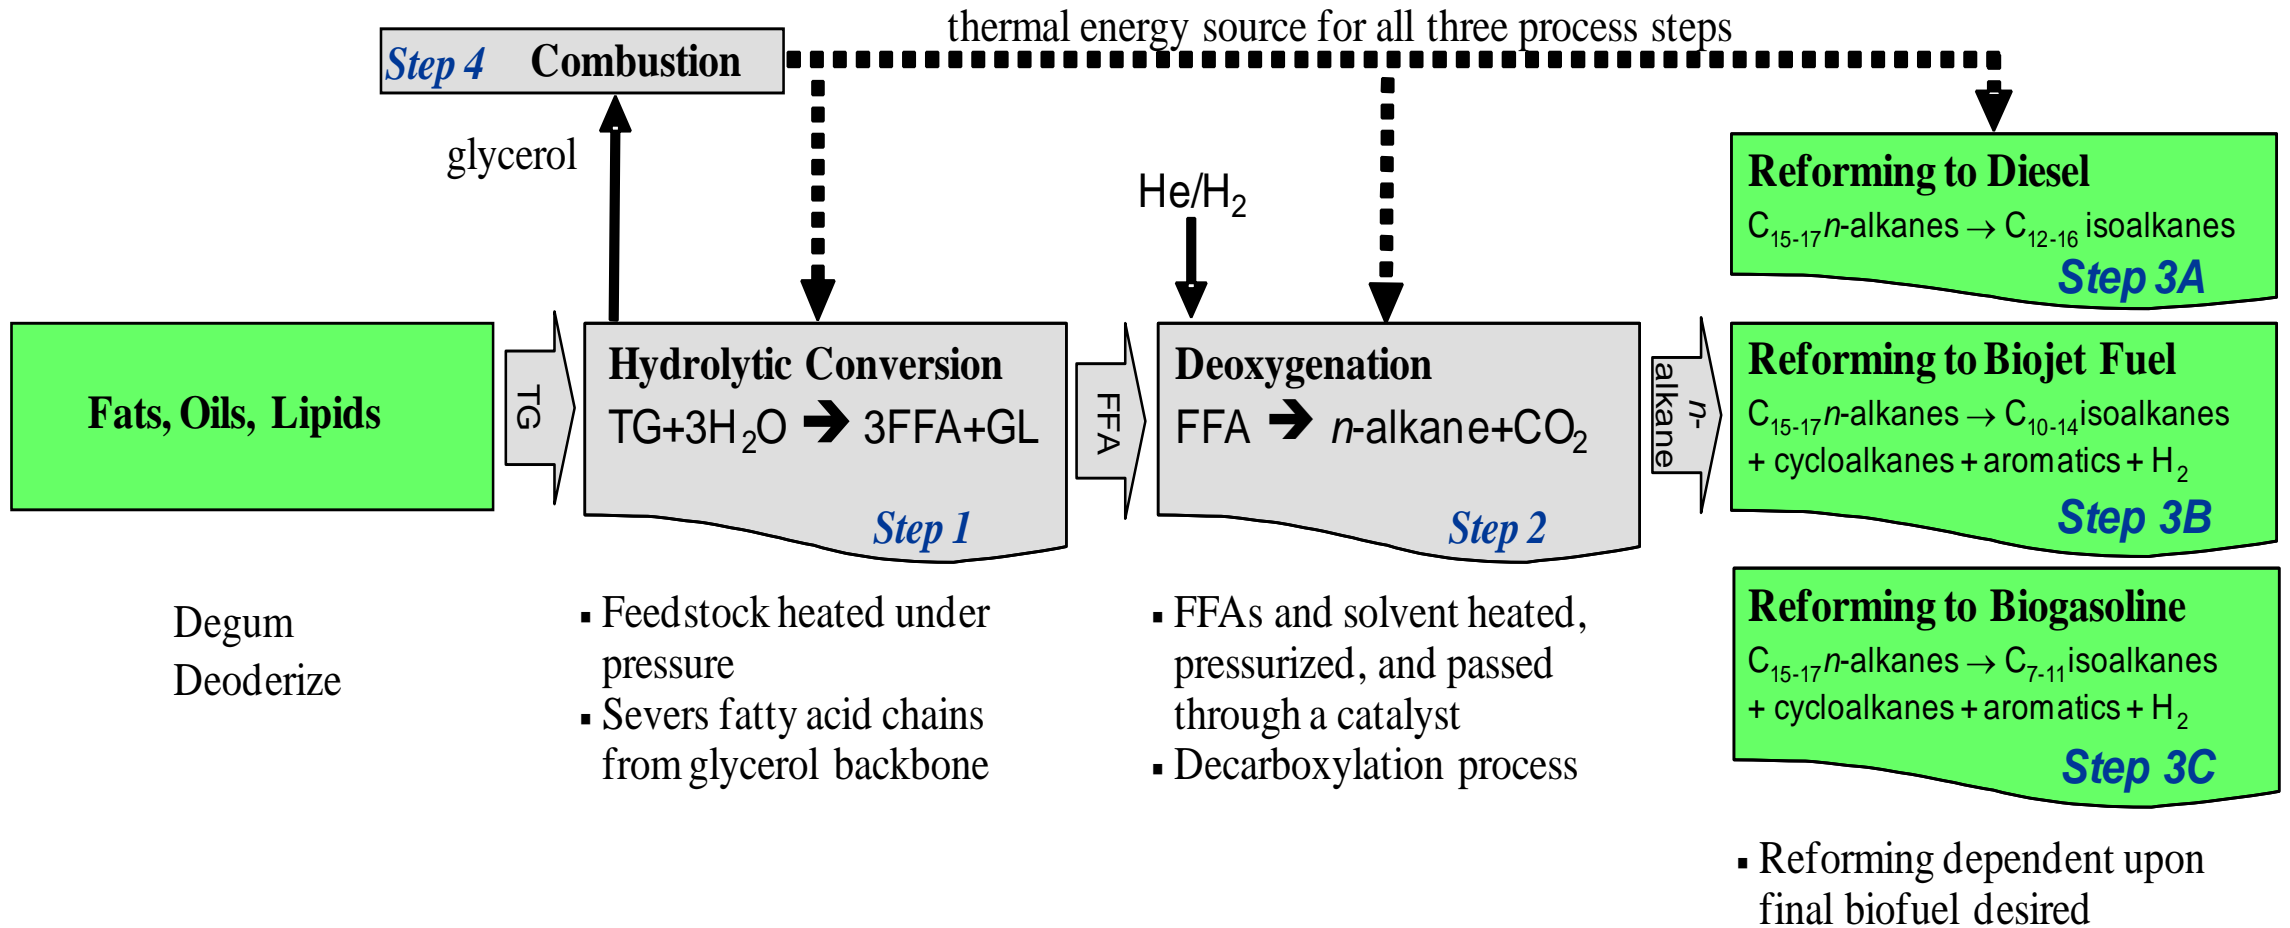 thermal energy source for all three process steps
Step 4 Combustion
glycerol
He/H₂
Fats, Oils, Lipids
Degum
Deoderize
TG
Hydrolytic Conversion
TG+3H₂O ➔ 3FFA+GL
Step 1
▪ Feedstock heated under
pressure
▪ Severs fatty acid chains
from glycerol backbone
FFA
Deoxygenation
FFA ➔ n-alkane+CO₂
Step 2
▪ FFAs and solvent heated,
pressurized, and passed
through a catalyst
▪ Decarboxylation process
n-
alkane
Reforming to Diesel
C₁₅₋₁₇ n-alkanes → C₁₂₋₁₆ isoalkanes
Step 3A
Reforming to Biojet Fuel
C₁₅₋₁₇ n-alkanes → C₁₀₋₁₄ isoalkanes
+ cycloalkanes + aromatics + H₂
Step 3B
Reforming to Biogasoline
C₁₅₋₁₇ n-alkanes → C₇₋₁₁ isoalkanes
+ cycloalkanes + aromatics + H₂
Step 3C
▪ Reforming dependent upon
final biofuel desired